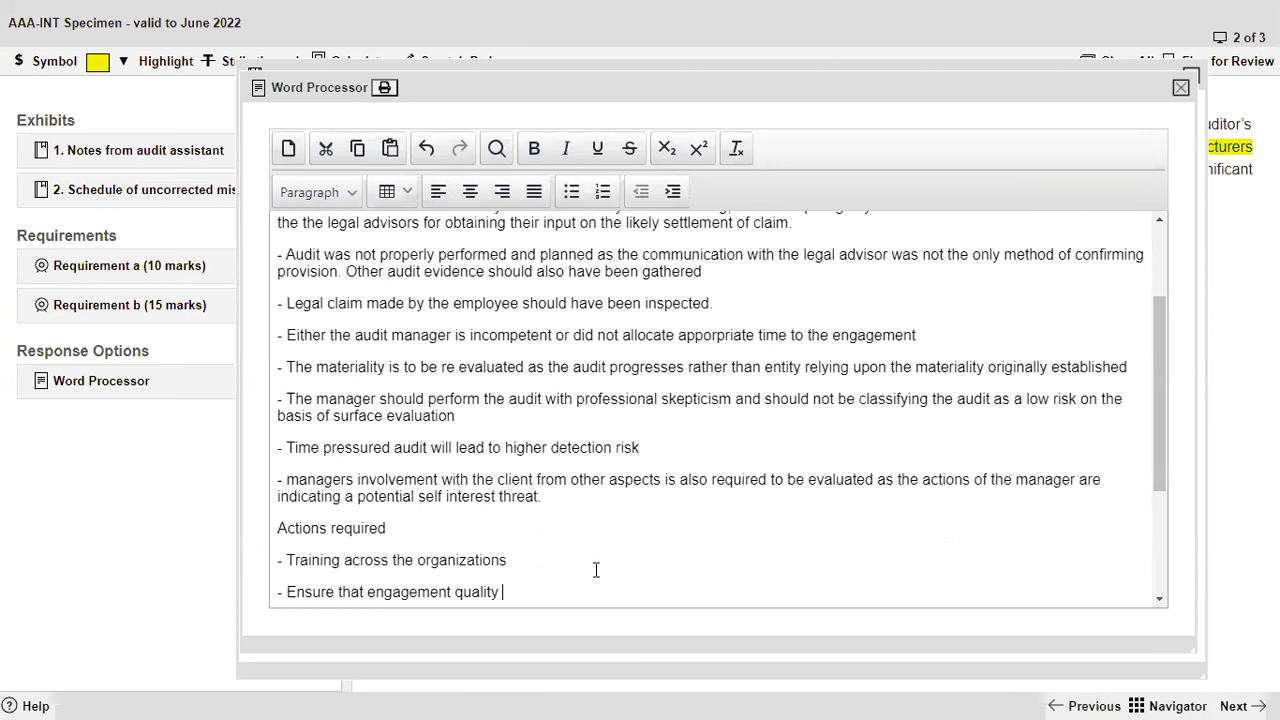 AAA-INT Specimen - valid to June 2022
2 of 3
$ Symbol Highlight T
for Review
Word Processor
Exhibits
1. Notes from audit assistant
2. Schedule of uncorrected mis
Requirements
Requirement a (10 marks)
Requirement b (15 marks)
Response Options
Word Processor
uditor's
cturers
nificant
B I U S X₂ X² Tx
Paragraph
the the legal advisors for obtaining their input on the likely settlement of claim.
- Audit was not properly performed and planned as the communication with the legal advisor was not the only method of confirming
provision. Other audit evidence should also have been gathered
- Legal claim made by the employee should have been inspected.
- Either the audit manager is incompetent or did not allocate apporpriate time to the engagement
- The materiality is to be re evaluated as the audit progresses rather than entity relying upon the materiality originally established
- The manager should perform the audit with professional skepticism and should not be classifying the audit as a low risk on the
basis of surface evaluation
- Time pressured audit will lead to higher detection risk
- managers involvement with the client from other aspects is also required to be evaluated as the actions of the manager are
indicating a potential self interest threat.
Actions required
- Training across the organizations
- Ensure that engagement quality
Help
Previous Navigator Next